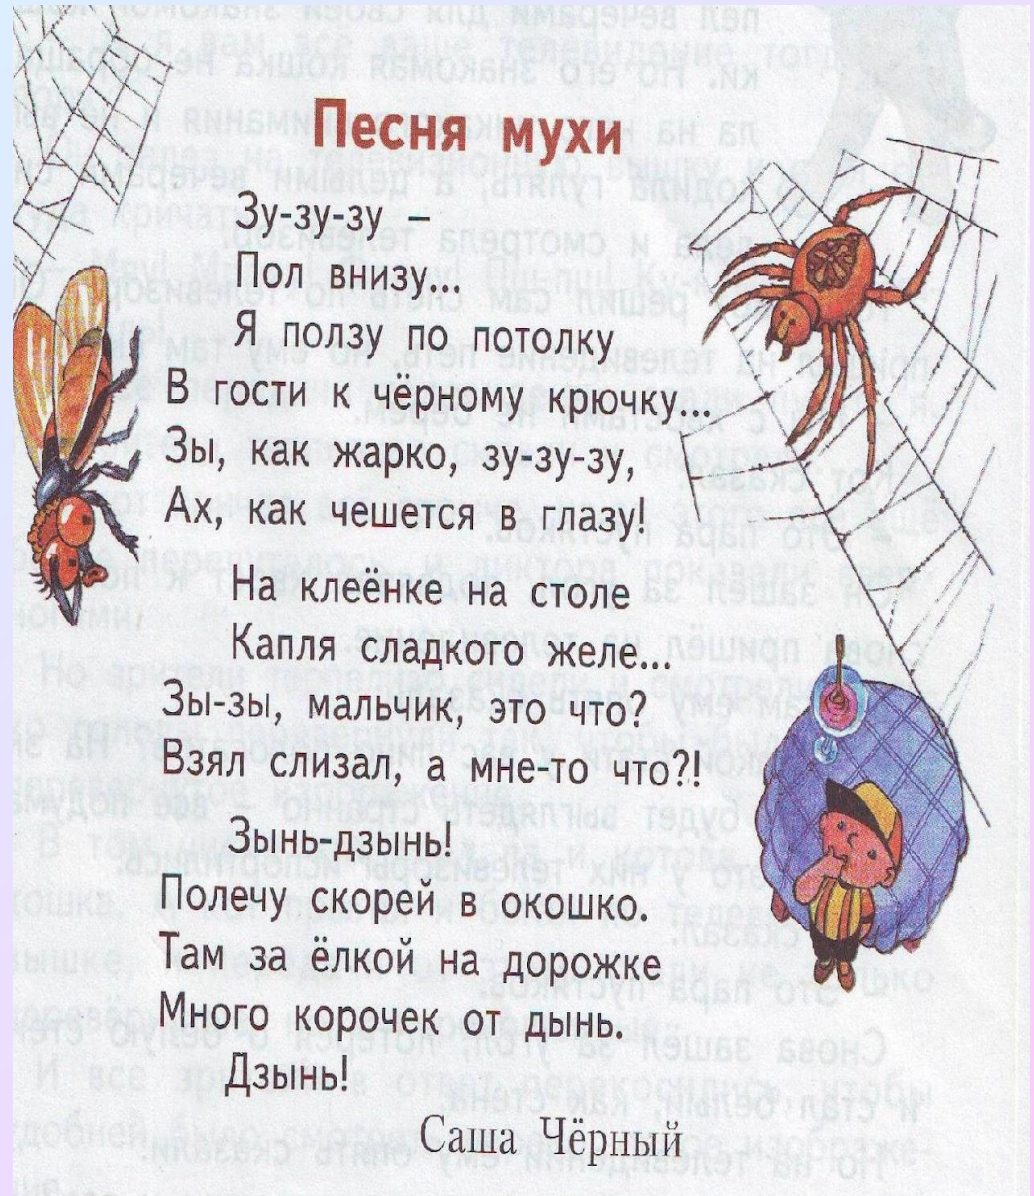 Песня мухи
Зу-зу-зу –
Пол внизу...
Я ползу по потолку
В гости к чёрному крючку...
Зы, как жарко, зу-зу-зу,
Ах, как чешется в глазу!
На клеёнке на столе
Капля сладкого желе...
Зы-зы, мальчик, это что?
Взял слизал, а мне-то что?!
Зынь-дзынь!
Полечу скорей в окошко.
Там за ёлкой на дорожке
Много корочек от дынь.
Дзынь!
Саша Чёрный